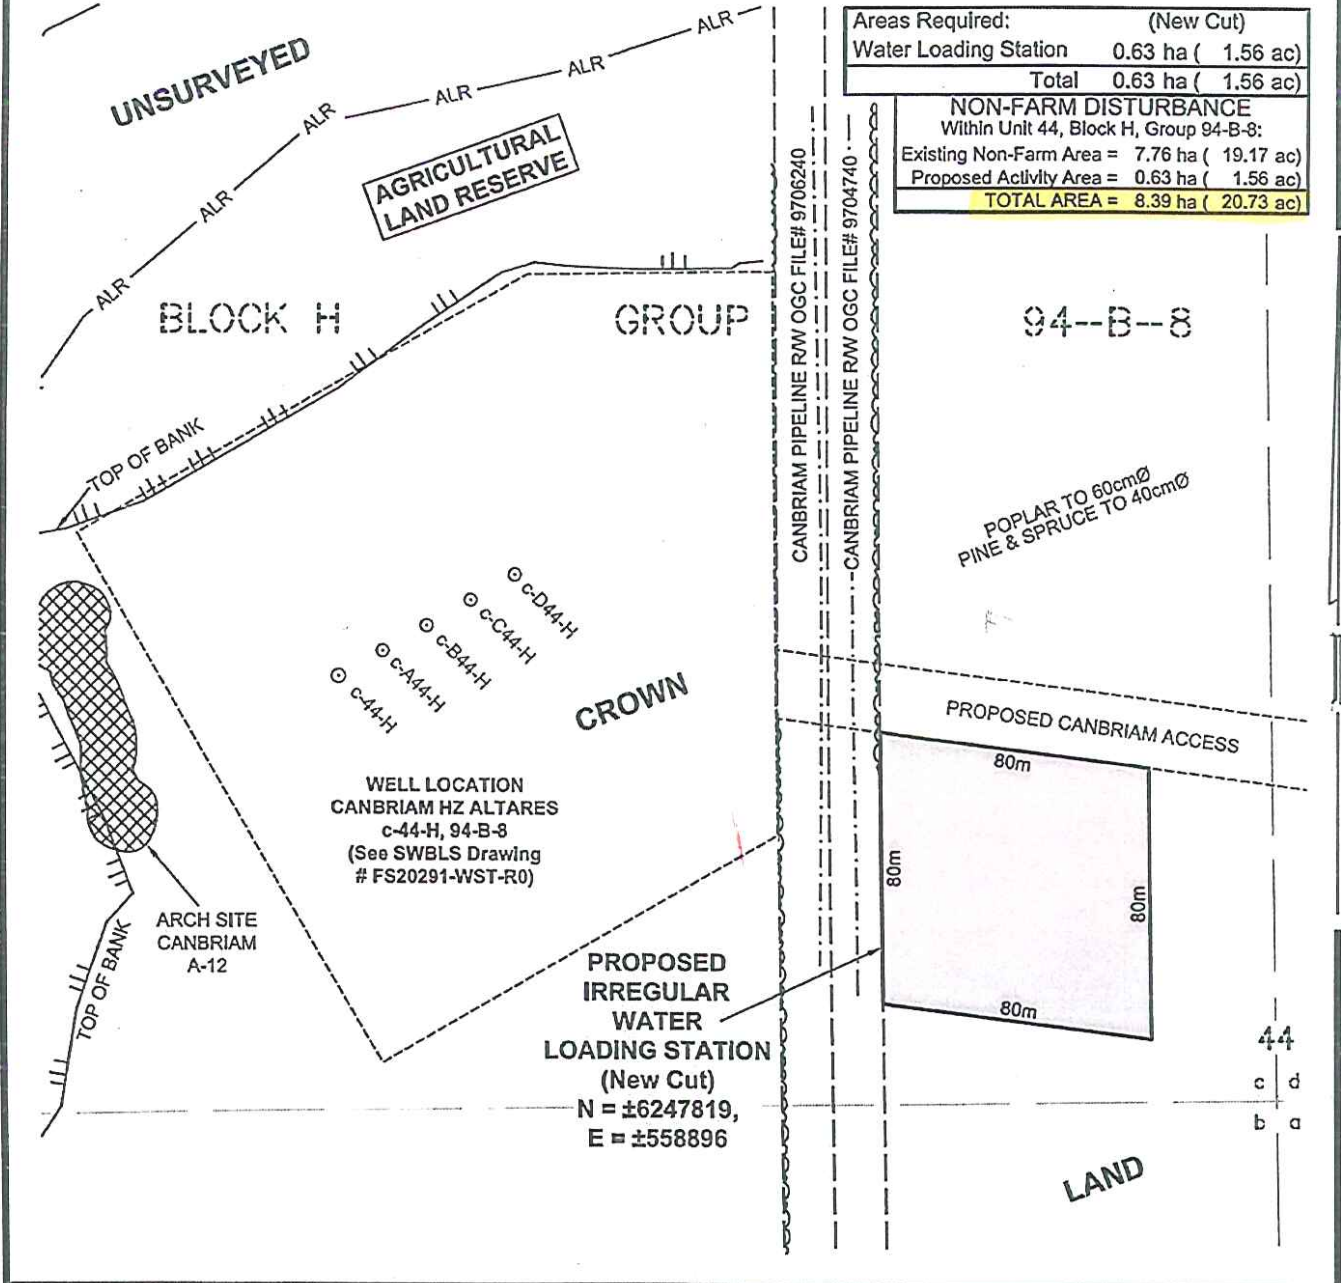 Areas Required: (New Cut)
Water Loading Station 0.63 ha ( 1.56 ac)
Total 0.63 ha ( 1.56 ac)
NON-FARM DISTURBANCE
Within Unit 44, Block H, Group 94-B-8:
Existing Non-Farm Area = 7.76 ha ( 19.17 ac)
Proposed Activity Area = 0.63 ha ( 1.56 ac)
TOTAL AREA = 8.39 ha ( 20.73 ac)
UNSURVEYED
ALR
ALR
ALR
ALR
ALR
ALR
AGRICULTURAL
LAND RESERVE
BLOCK H GROUP 94--B--8
CANBRIAM PIPELINE R/W OGC FILE# 9706240
CANBRIAM PIPELINE R/W OGC FILE# 9704740
TOP OF BANK
POPLAR TO 60cmØ
PINE & SPRUCE TO 40cmØ
c-D44-H
c-C44-H
c-B44-H
c-A44-H
c-44-H
CROWN
PROPOSED CANBRIAM ACCESS
80m
80m
80m
80m
WELL LOCATION
CANBRIAM HZ ALTARES
c-44-H, 94-B-8
(See SWBLS Drawing
# FS20291-WST-R0)
ARCH SITE
CANBRIAM
A-12
TOP OF BANK
PROPOSED
IRREGULAR
WATER
LOADING STATION
(New Cut)
N = ±6247819,
E = ±558896
44
c d
b a
LAND